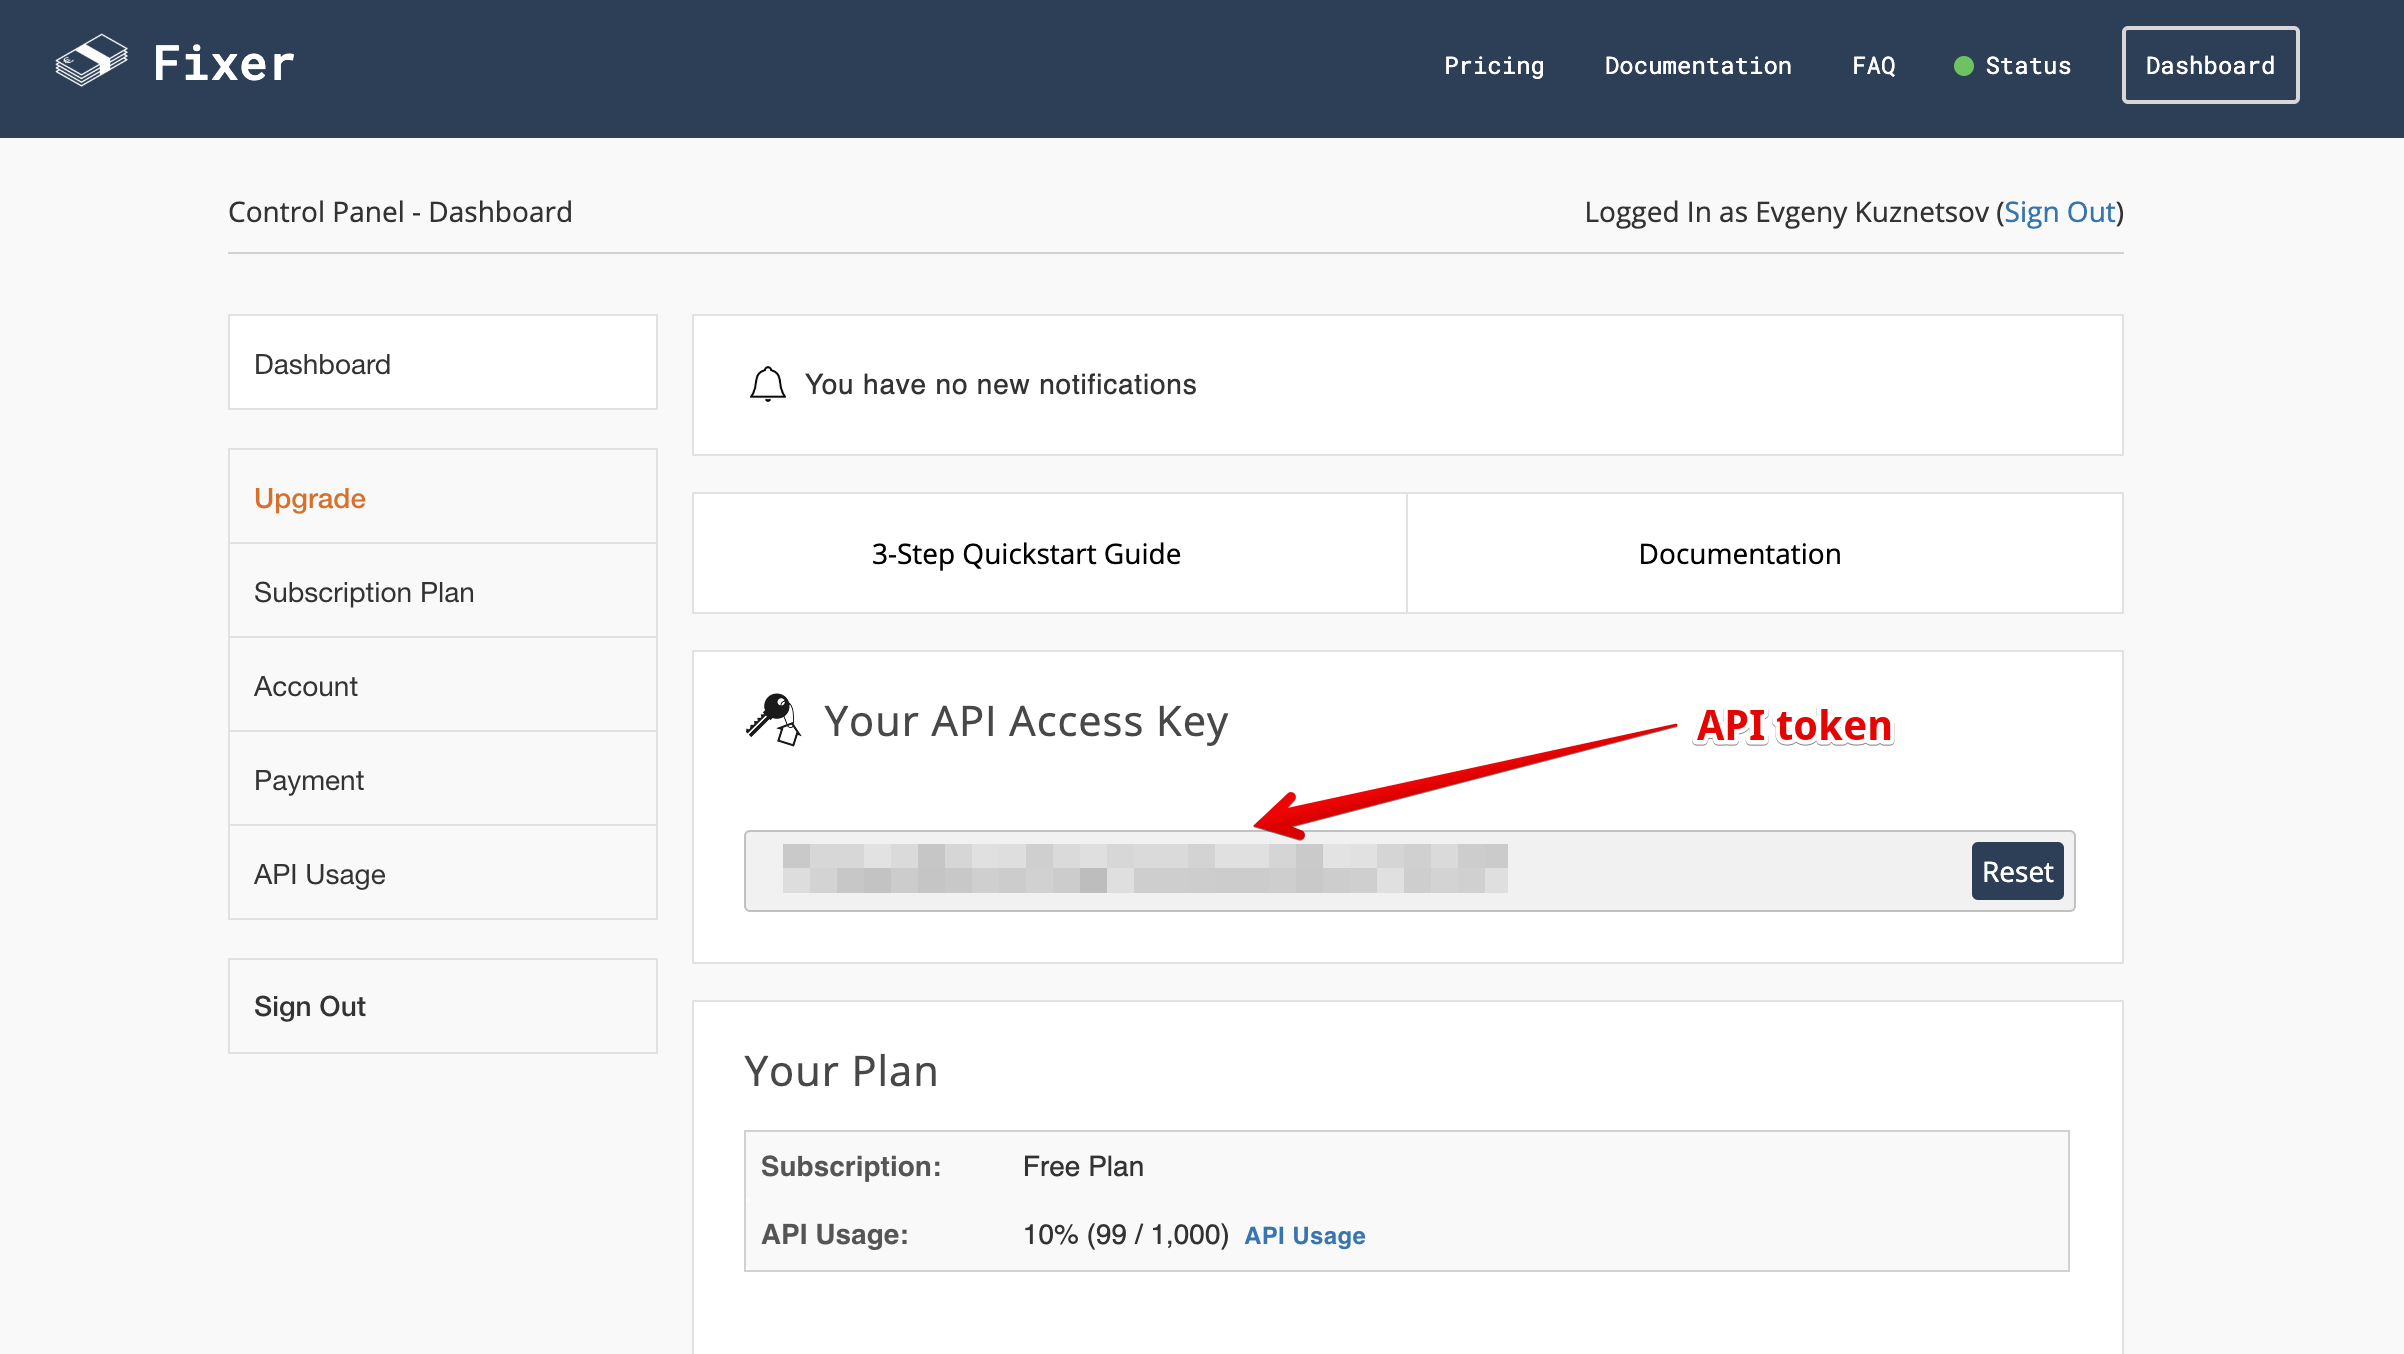 Fixer
Pricing Documentation FAQ Status Dashboard
Control Panel - Dashboard
Logged In as Evgeny Kuznetsov (Sign Out)
Dashboard
Upgrade
Subscription Plan
Account
Payment
API Usage
Sign Out
You have no new notifications
3-Step Quickstart Guide
Documentation
Your API Access Key
API token
Reset
Your Plan
Subscription: Free Plan
API Usage: 10% (99 / 1,000) API Usage